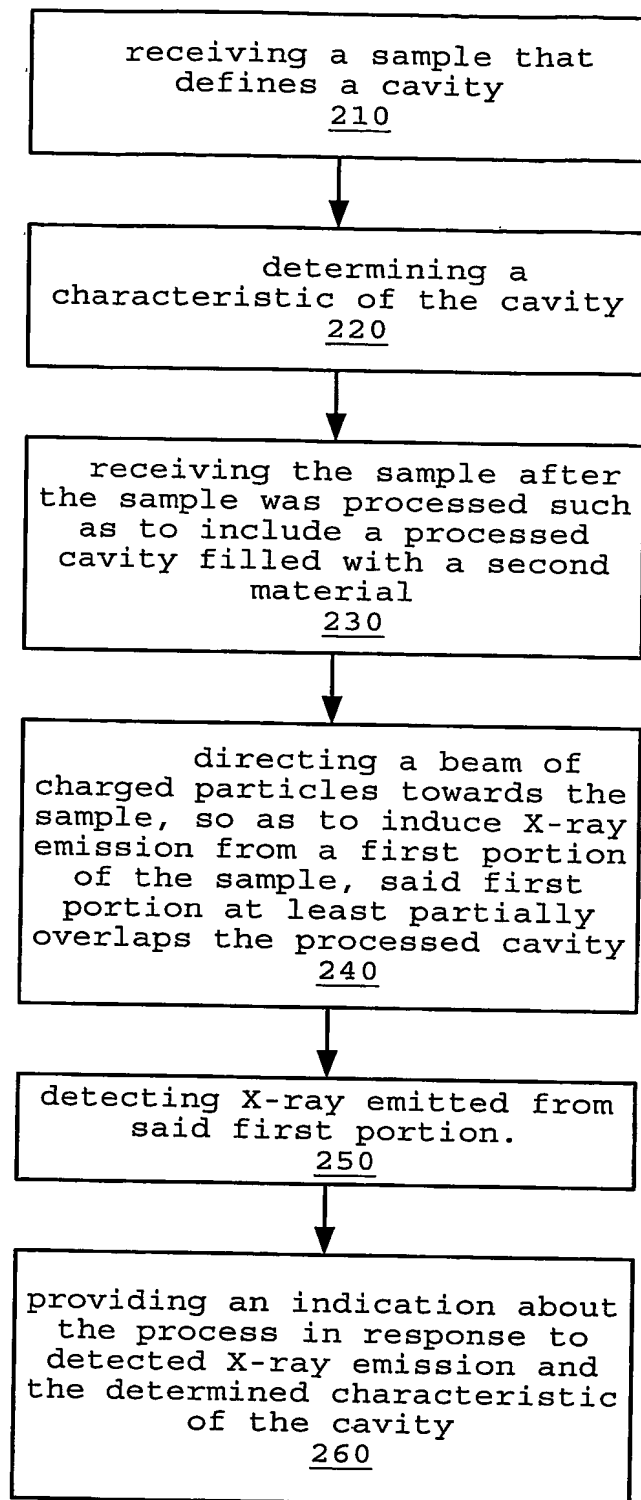 receiving a sample that
defines a cavity
210
determining a
characteristic of the cavity
220
receiving the sample after
the sample was processed such
as to include a processed
cavity filled with a second
material
230
directing a beam of
charged particles towards the
sample, so as to induce X-ray
emission from a first portion
of the sample, said first
portion at least partially
overlaps the processed cavity
240
detecting X-ray emitted from
said first portion.
250
providing an indication about
the process in response to
detected X-ray emission and
the determined characteristic
of the cavity
260